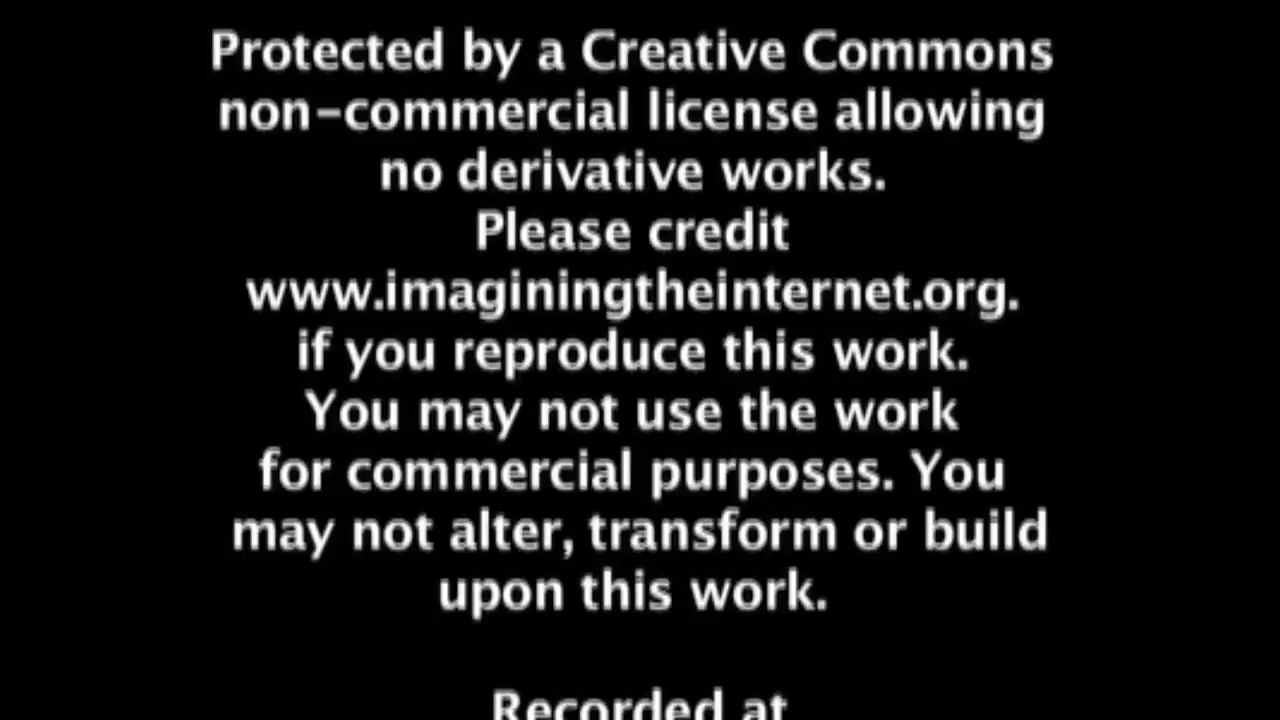 Protected by a Creative Commons
non-commercial license allowing
no derivative works.
Please credit
www.imaginingtheinternet.org.
if you reproduce this work.
You may not use the work
for commercial purposes. You
may not alter, transform or build
upon this work.
Recorded at